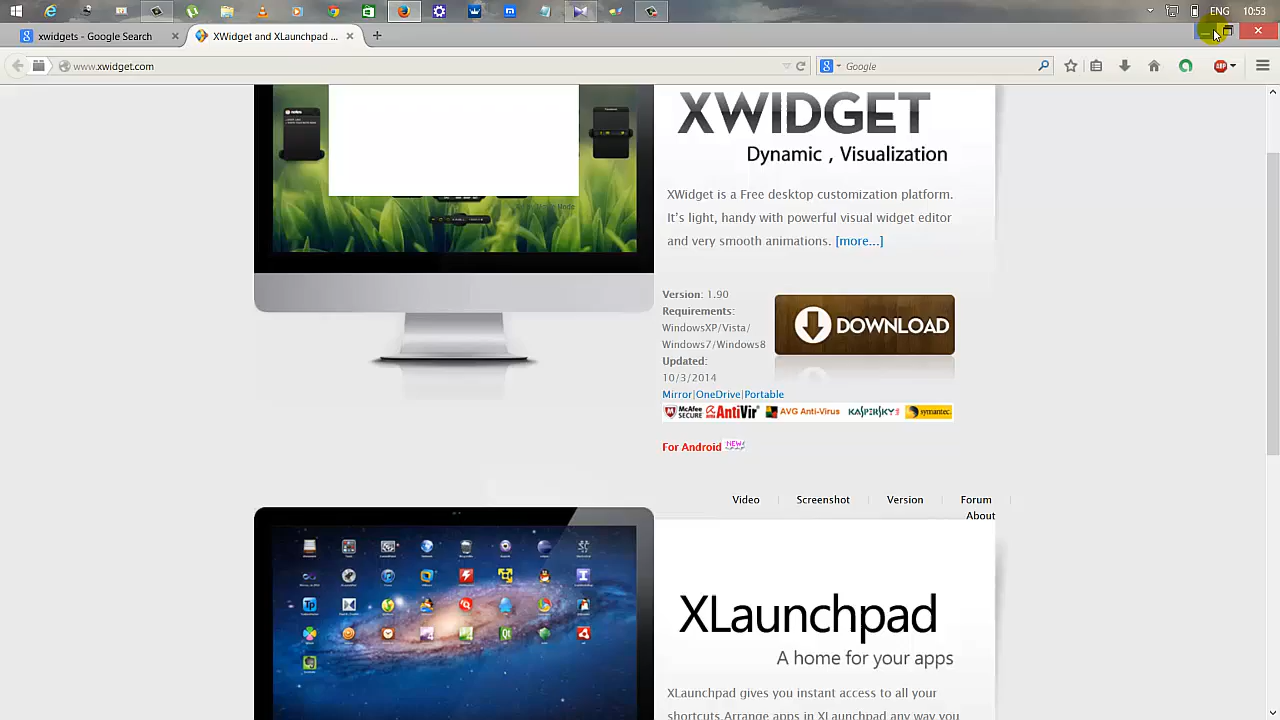 ENG 10:53
xwidgets - Google Search
XWidget and XLaunchpad ...
www.xwidget.com
Google
ABP
XWIDGET
Dynamic , Visualization
XWidget is a Free desktop customization platform.
It's light, handy with powerful visual widget editor
and very smooth animations. [more...]
Version: 1.90
Requirements:
WindowsXP/Vista/
Windows7/Windows8
Updated:
10/3/2014
DOWNLOAD
Mirror|OneDrive|Portable
McAfee SECURE AntiVir AVG Anti-Virus KASPERSKY symantec.
For Android NEW
Video Screenshot Version Forum
About
XLaunchpad
A home for your apps
XLaunchpad gives you instant access to all your
shortcuts.Arrange apps in XLaunchpad any way you